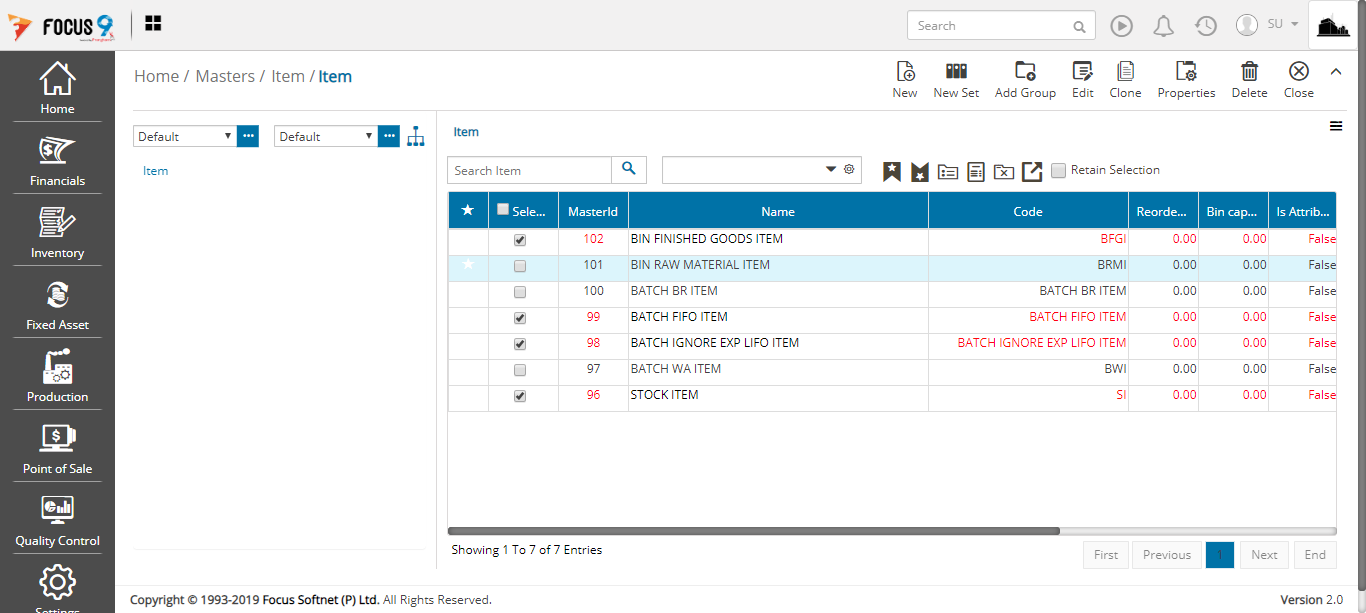 FOCUS 9
Search
SU
Home
Financials
Inventory
Fixed Asset
Production
Point of Sale
Quality Control
Settings
Home / Masters / Item / Item
New
New Set
Add Group
Edit
Clone
Properties
Delete
Close
Default
Default
Item
Item
Search Item
Retain Selection
Sele... MasterId Name Code Reorde... Bin cap... Is Attrib...
102 BIN FINISHED GOODS ITEM BFGI 0.00 0.00 False
101 BIN RAW MATERIAL ITEM BRMI 0.00 0.00 False
100 BATCH BR ITEM BATCH BR ITEM 0.00 0.00 False
99 BATCH FIFO ITEM BATCH FIFO ITEM 0.00 0.00 False
98 BATCH IGNORE EXP LIFO ITEM BATCH IGNORE EXP LIFO ITEM 0.00 0.00 False
97 BATCH WA ITEM BWI 0.00 0.00 False
96 STOCK ITEM SI 0.00 0.00 False
Showing 1 To 7 of 7 Entries
First Previous 1 Next End
Copyright © 1993-2019 Focus Softnet (P) Ltd. All Rights Reserved.
Version 2.0